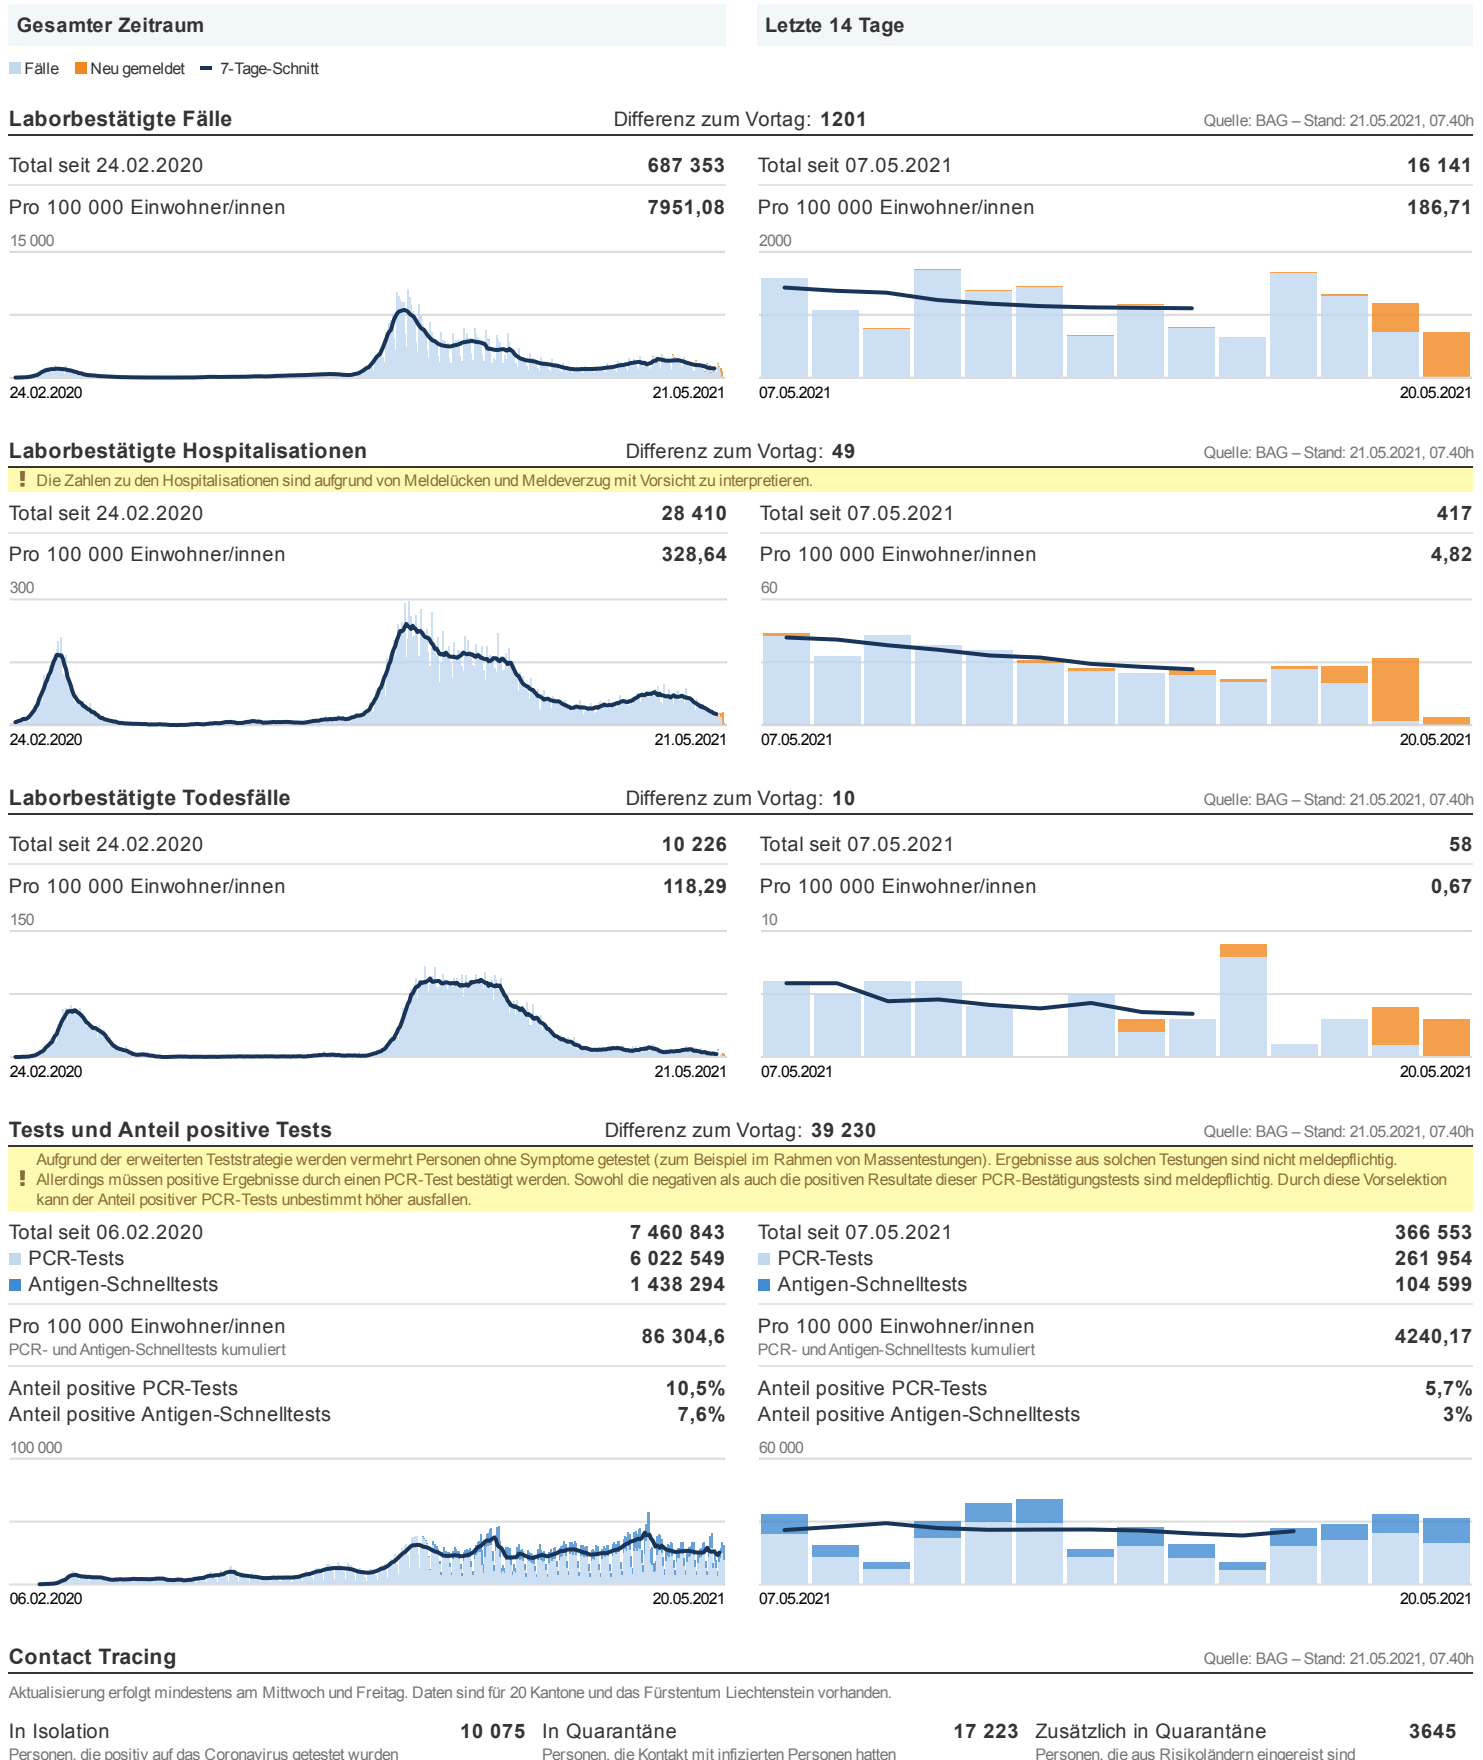 Gesamter Zeitraum
Letzte 14 Tage
Fälle Neu gemeldet 7-Tage-Schnitt
Laborbestätigte Fälle Differenz zum Vortag: 1201 Quelle: BAG – Stand: 21.05.2021, 07.40h
Total seit 24.02.2020 687 353
Pro 100 000 Einwohner/innen 7951,08
15 000
24.02.2020 21.05.2021
Total seit 07.05.2021 16 141
Pro 100 000 Einwohner/innen 186,71
2000
07.05.2021 20.05.2021
Laborbestätigte Hospitalisationen Differenz zum Vortag: 49 Quelle: BAG – Stand: 21.05.2021, 07.40h
! Die Zahlen zu den Hospitalisationen sind aufgrund von Meldelücken und Meldeverzug mit Vorsicht zu interpretieren.
Total seit 24.02.2020 28 410
Pro 100 000 Einwohner/innen 328,64
300
24.02.2020 21.05.2021
Total seit 07.05.2021 417
Pro 100 000 Einwohner/innen 4,82
60
07.05.2021 20.05.2021
Laborbestätigte Todesfälle Differenz zum Vortag: 10 Quelle: BAG – Stand: 21.05.2021, 07.40h
Total seit 24.02.2020 10 226
Pro 100 000 Einwohner/innen 118,29
150
24.02.2020 21.05.2021
Total seit 07.05.2021 58
Pro 100 000 Einwohner/innen 0,67
10
07.05.2021 20.05.2021
Tests und Anteil positive Tests Differenz zum Vortag: 39 230 Quelle: BAG – Stand: 21.05.2021, 07.40h
Aufgrund der erweiterten Teststrategie werden vermehrt Personen ohne Symptome getestet (zum Beispiel im Rahmen von Massentestungen). Ergebnisse aus solchen Testungen sind nicht meldepflichtig.
! Allerdings müssen positive Ergebnisse durch einen PCR-Test bestätigt werden. Sowohl die negativen als auch die positiven Resultate dieser PCR-Bestätigungstests sind meldepflichtig. Durch diese Vorselektion
kann der Anteil positiver PCR-Tests unbestimmt höher ausfallen.
Total seit 06.02.2020 7 460 843
PCR-Tests 6 022 549
Antigen-Schnelltests 1 438 294
Pro 100 000 Einwohner/innen 86 304,6
PCR- und Antigen-Schnelltests kumuliert
Anteil positive PCR-Tests 10,5%
Anteil positive Antigen-Schnelltests 7,6%
100 000
06.02.2020 20.05.2021
Total seit 07.05.2021 366 553
PCR-Tests 261 954
Antigen-Schnelltests 104 599
Pro 100 000 Einwohner/innen 4240,17
PCR- und Antigen-Schnelltests kumuliert
Anteil positive PCR-Tests 5,7%
Anteil positive Antigen-Schnelltests 3%
60 000
07.05.2021 20.05.2021
Contact Tracing Quelle: BAG – Stand: 21.05.2021, 07.40h
Aktualisierung erfolgt mindestens am Mittwoch und Freitag. Daten sind für 20 Kantone und das Fürstentum Liechtenstein vorhanden.
In Isolation 10 075
Personen, die positiv auf das Coronavirus getestet wurden
In Quarantäne 17 223
Personen, die Kontakt mit infizierten Personen hatten
Zusätzlich in Quarantäne 3645
Personen, die aus Risikoländern eingereist sind